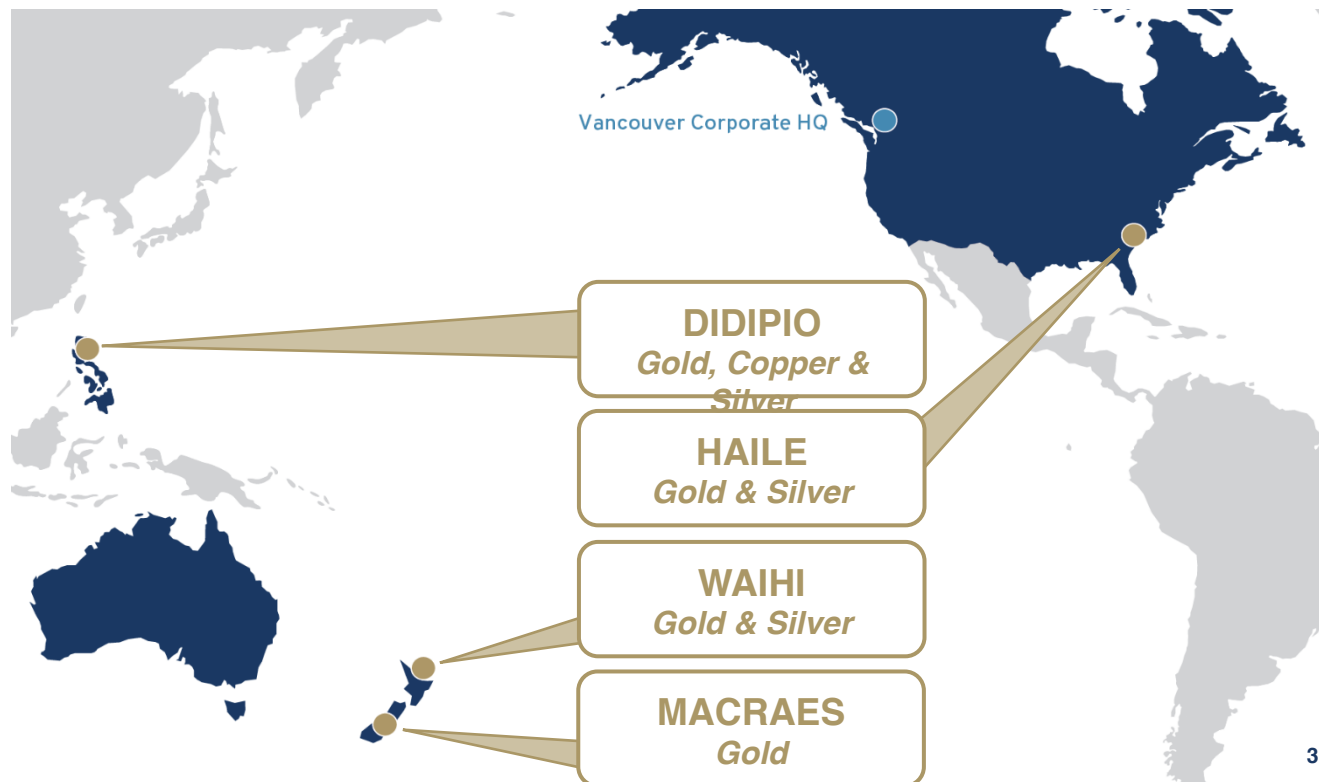 Vancouver Corporate HQ
DIDIPIO
Gold, Copper &
Silver
HAILE
Gold & Silver
WAIHI
Gold & Silver
MACRAES
Gold
3